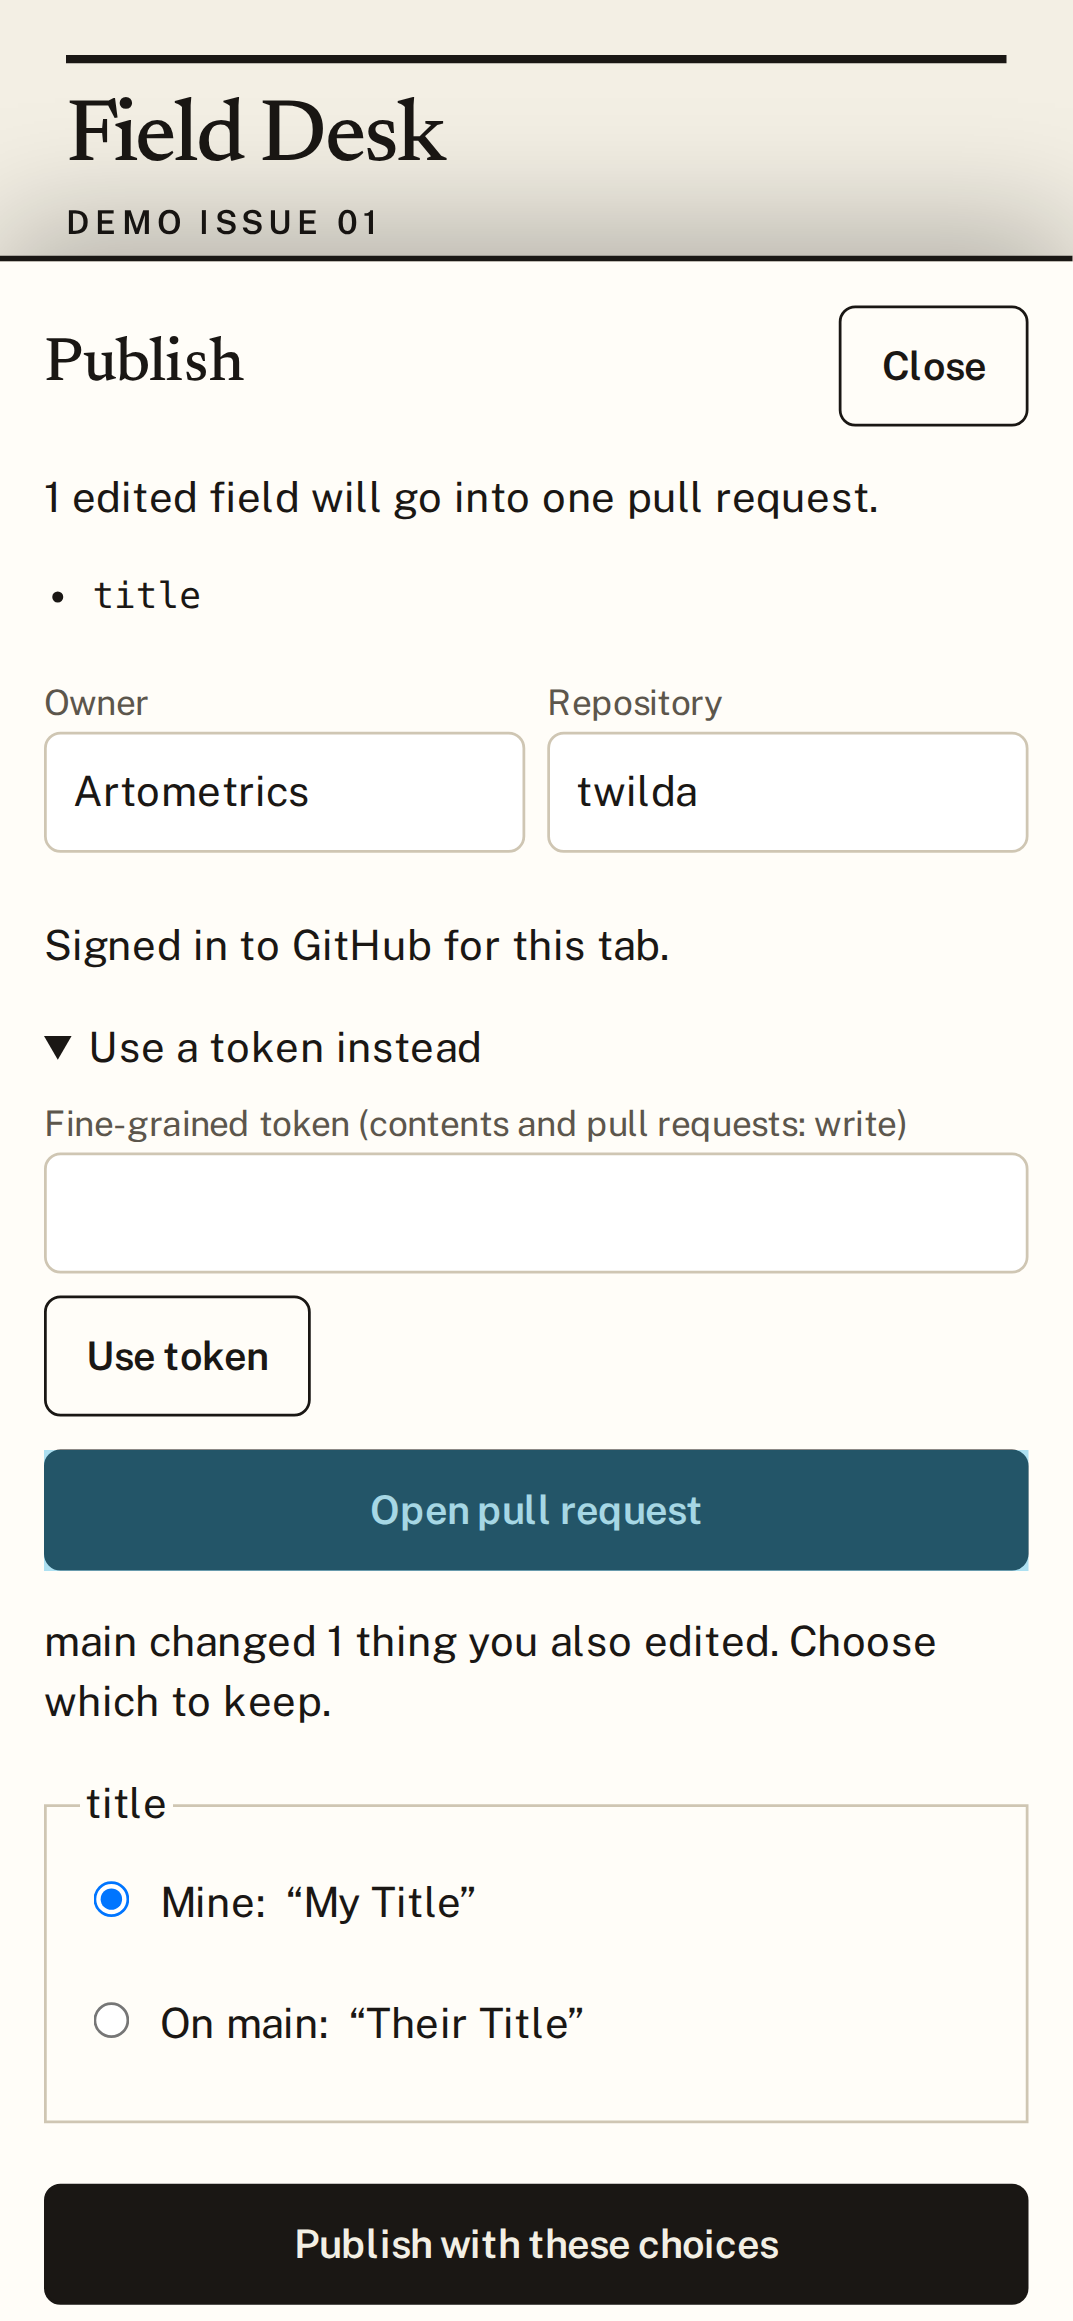 Field Desk
DEMO ISSUE 01
Publish
Close
1 edited field will go into one pull request.
• title
Owner
Repository
Artometrics
twilda
Signed in to GitHub for this tab.
▼ Use a token instead
Fine-grained token (contents and pull requests: write)
Use token
Open pull request
main changed 1 thing you also edited. Choose
which to keep.
title
Mine: “My Title”
On main: “Their Title”
Publish with these choices